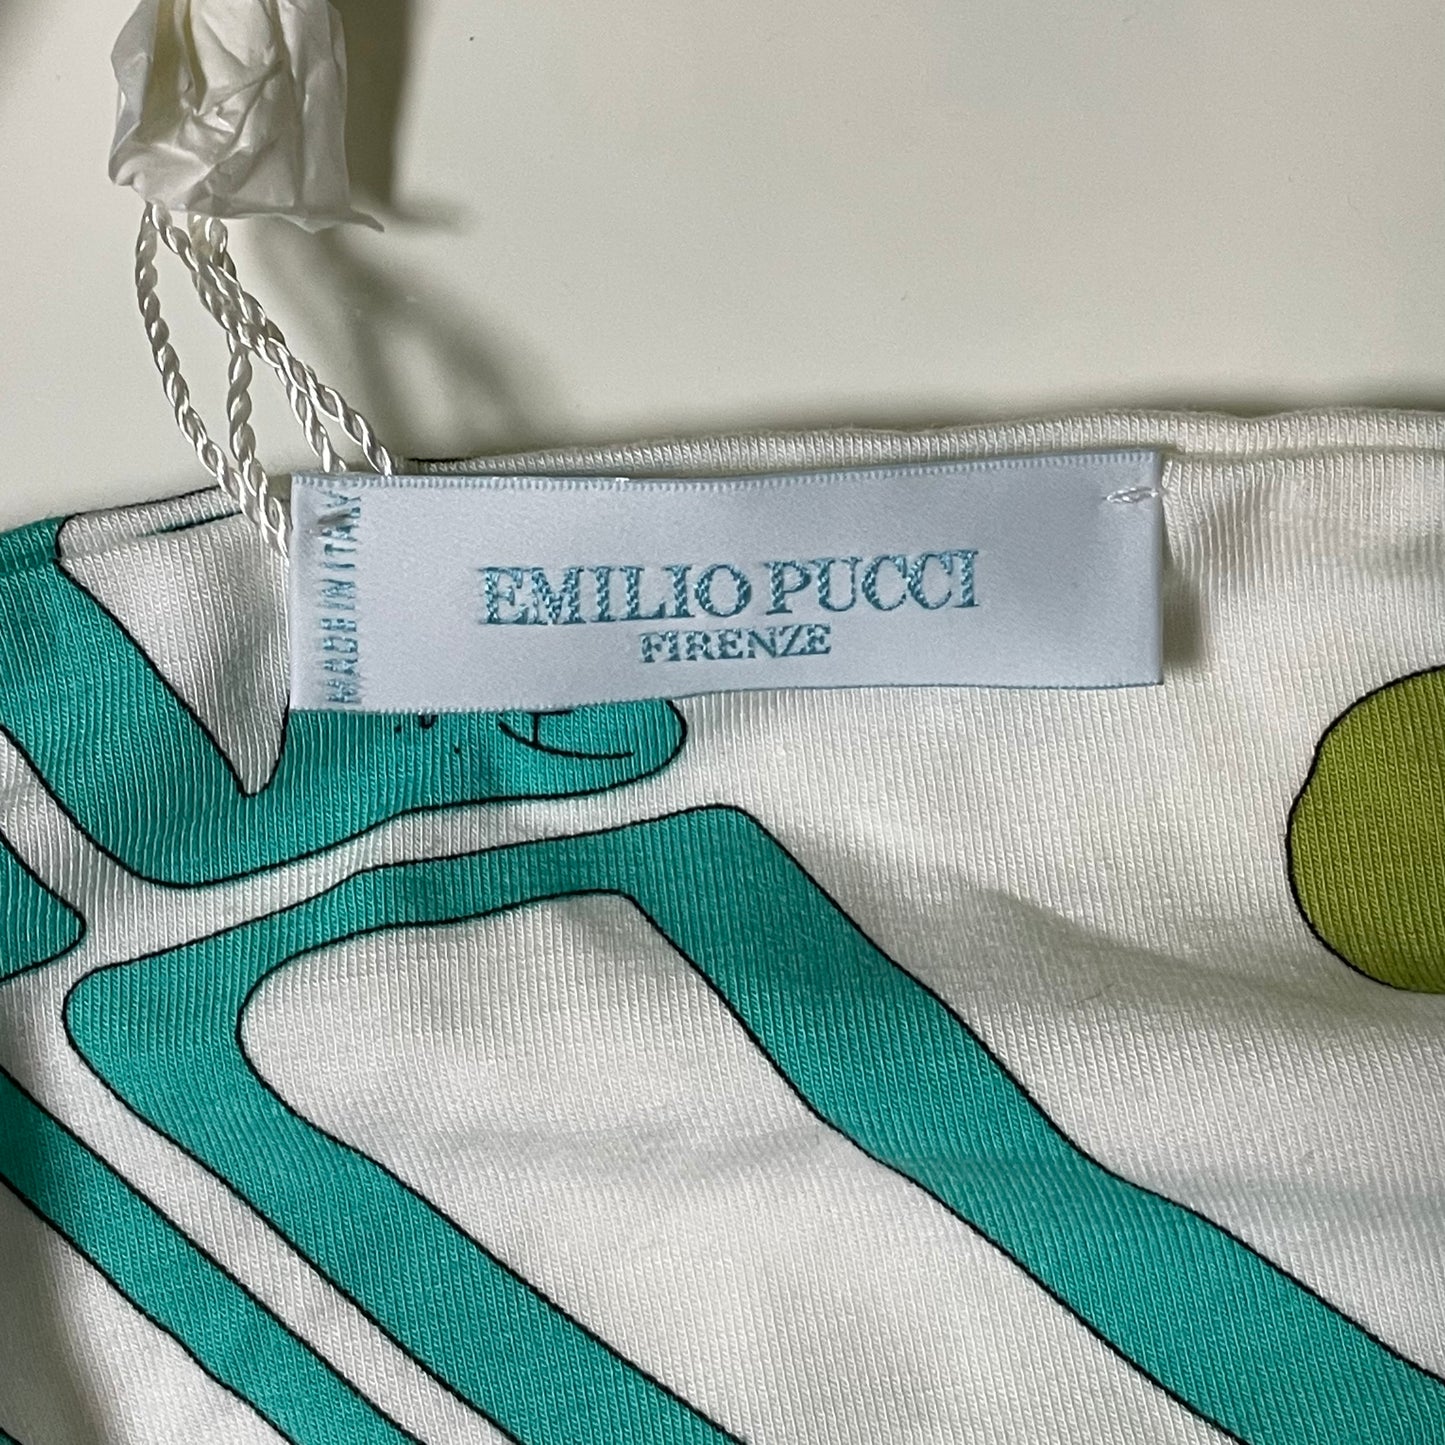 MADE IN ITALY
EMILIO PUCCI
FIRENZE